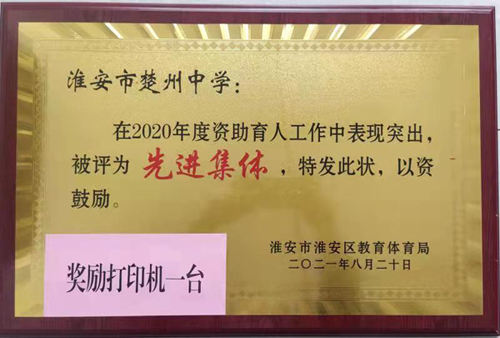 淮安市楚州中学：
在2020年度资助育人工作中表现突出，
被评为先进集体，特发此状，以资
鼓励。
淮安市淮安区教育体育局
二〇二一年八月二十日
奖励打印机一台